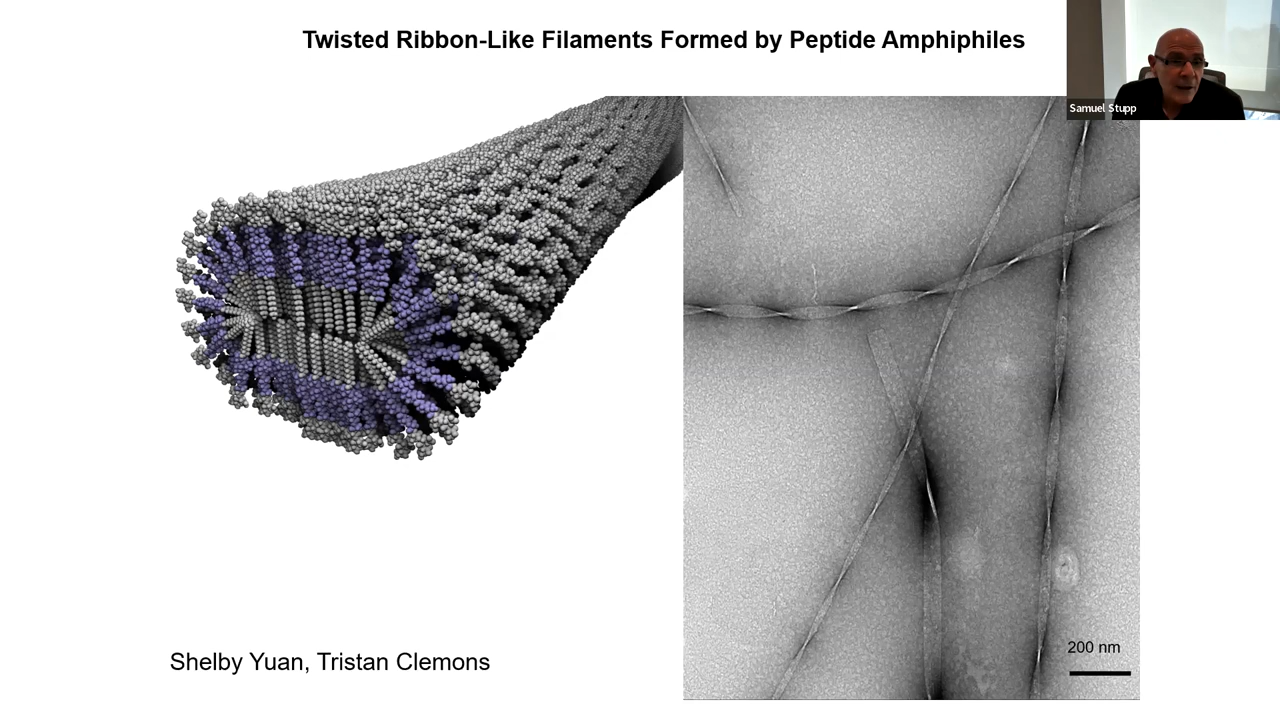 Twisted Ribbon-Like Filaments Formed by Peptide Amphiphiles
Samuel Stupp
200 nm
Shelby Yuan, Tristan Clemons